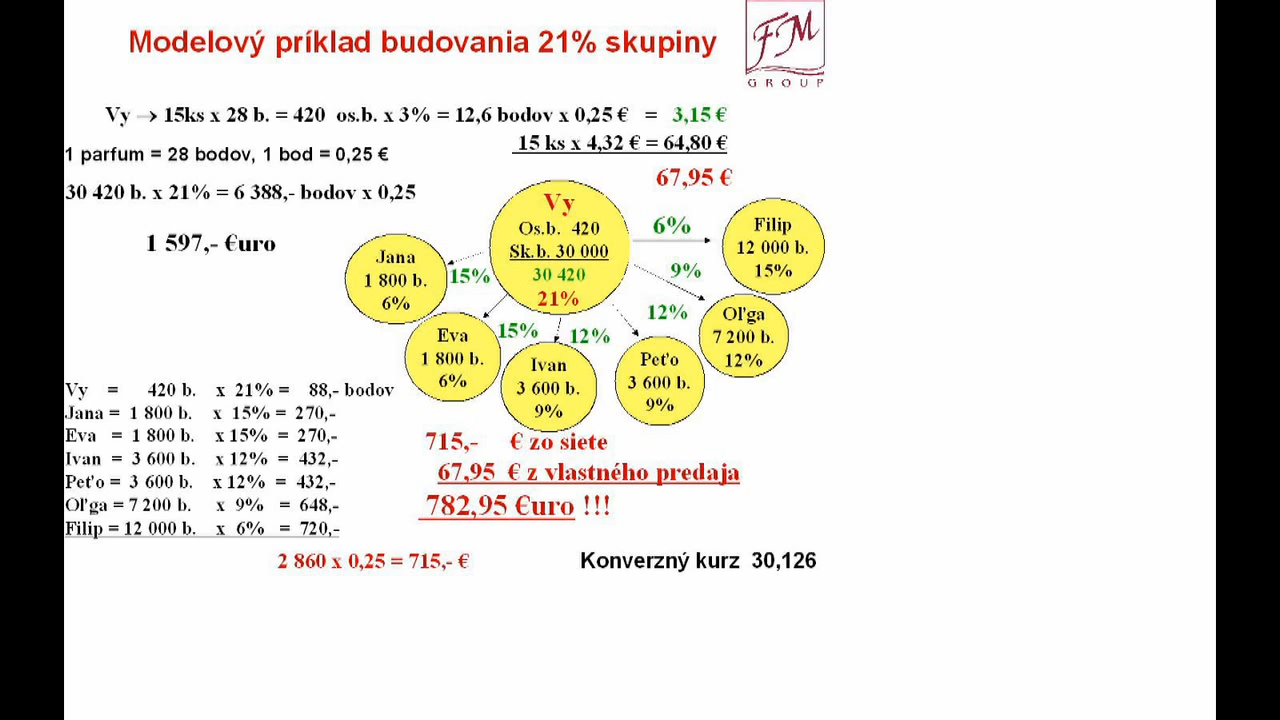 Modelový príklad budovania 21% skupiny
FM
GROUP
Vy → 15ks x 28 b. = 420 os.b. x 3% = 12,6 bodov x 0,25 € = 3,15 €
15 ks x 4,32 € = 64,80 €
1 parfum = 28 bodov, 1 bod = 0,25 €
67,95 €
30 420 b. x 21% = 6 388,- bodov x 0,25
1 597,- €uro
Vy
Os.b. 420
Sk.b. 30 000
30 420
21%
6%
Filip
12 000 b.
15%
Jana
1 800 b.
6%
15%
9%
Oľga
7 200 b.
12%
12%
Eva
1 800 b.
6%
15%
12%
Ivan
3 600 b.
9%
Peťo
3 600 b.
9%
Vy = 420 b. x 21% = 88,- bodov
Jana = 1 800 b. x 15% = 270,-
Eva = 1 800 b. x 15% = 270,-
Ivan = 3 600 b. x 12% = 432,-
Peťo = 3 600 b. x 12% = 432,-
Oľga = 7 200 b. x 9% = 648,-
Filip = 12 000 b. x 6% = 720,-
715,- € zo siete
67,95 € z vlastného predaja
782,95 €uro !!!
2 860 x 0,25 = 715,- €
Konverzný kurz 30,126